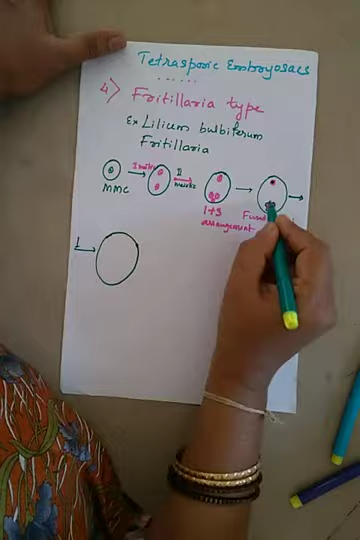 Tetrasporic Embryosacs
4) Fritillaria type
Ex Lilium bulbiferum
Fritillaria
I meiosis II meiosis
MMC
1+3
arrangement
Fused